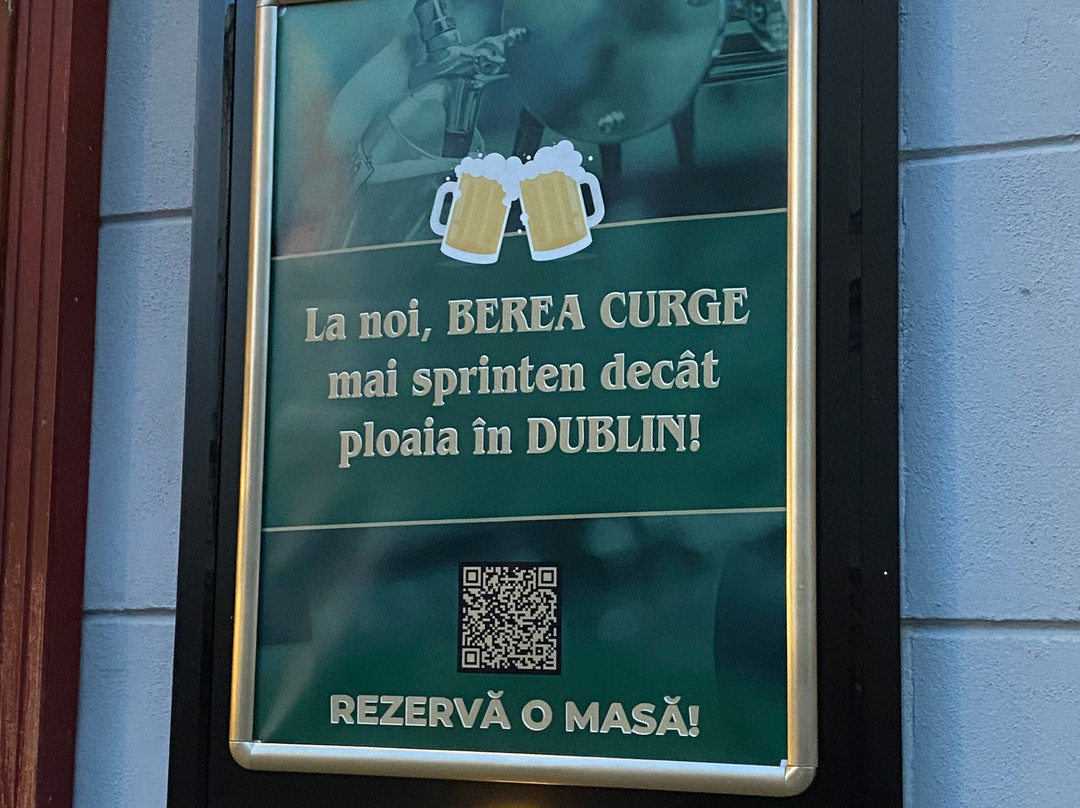 La noi, BEREA CURGE
mai sprinten decât
ploaia în DUBLIN!
REZERVĂ O MASĂ!